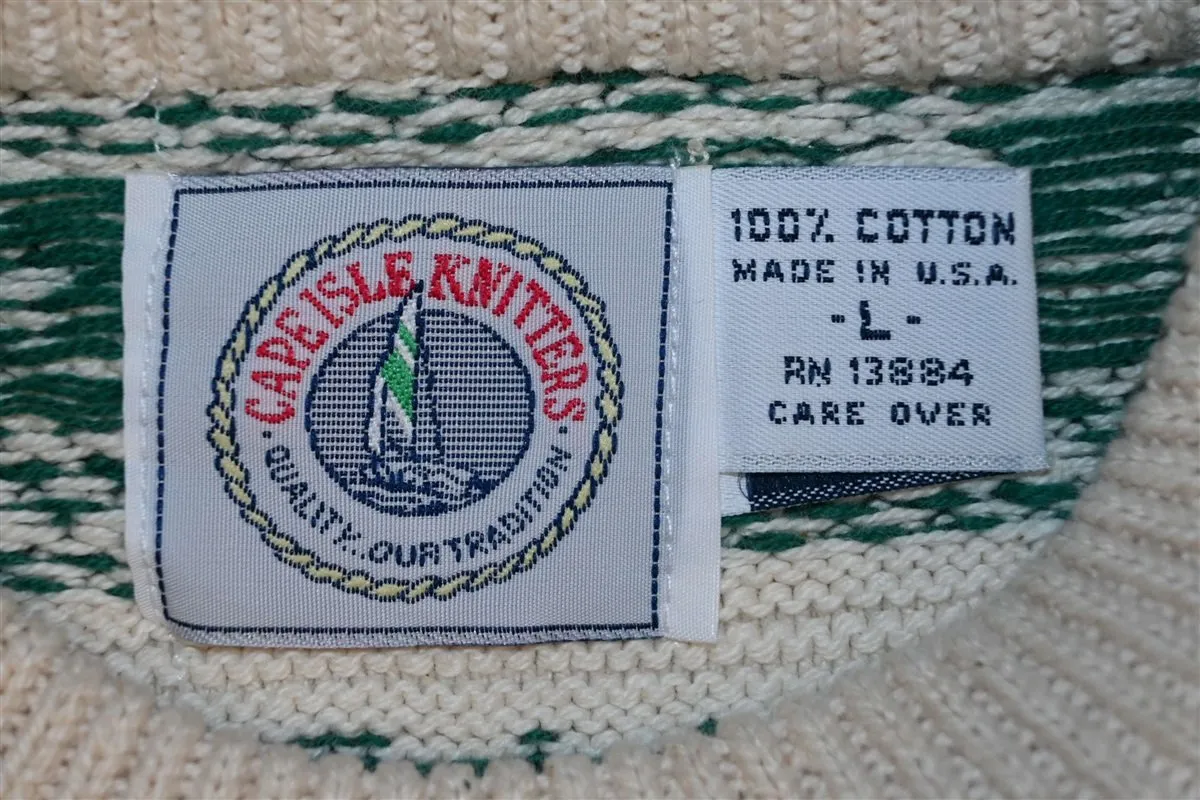 CAPE ISLE KNITTERS
· QUALITY...OUR TRADITION ·
100% COTTON
MADE IN U.S.A.
- L -
RN 13884
CARE OVER